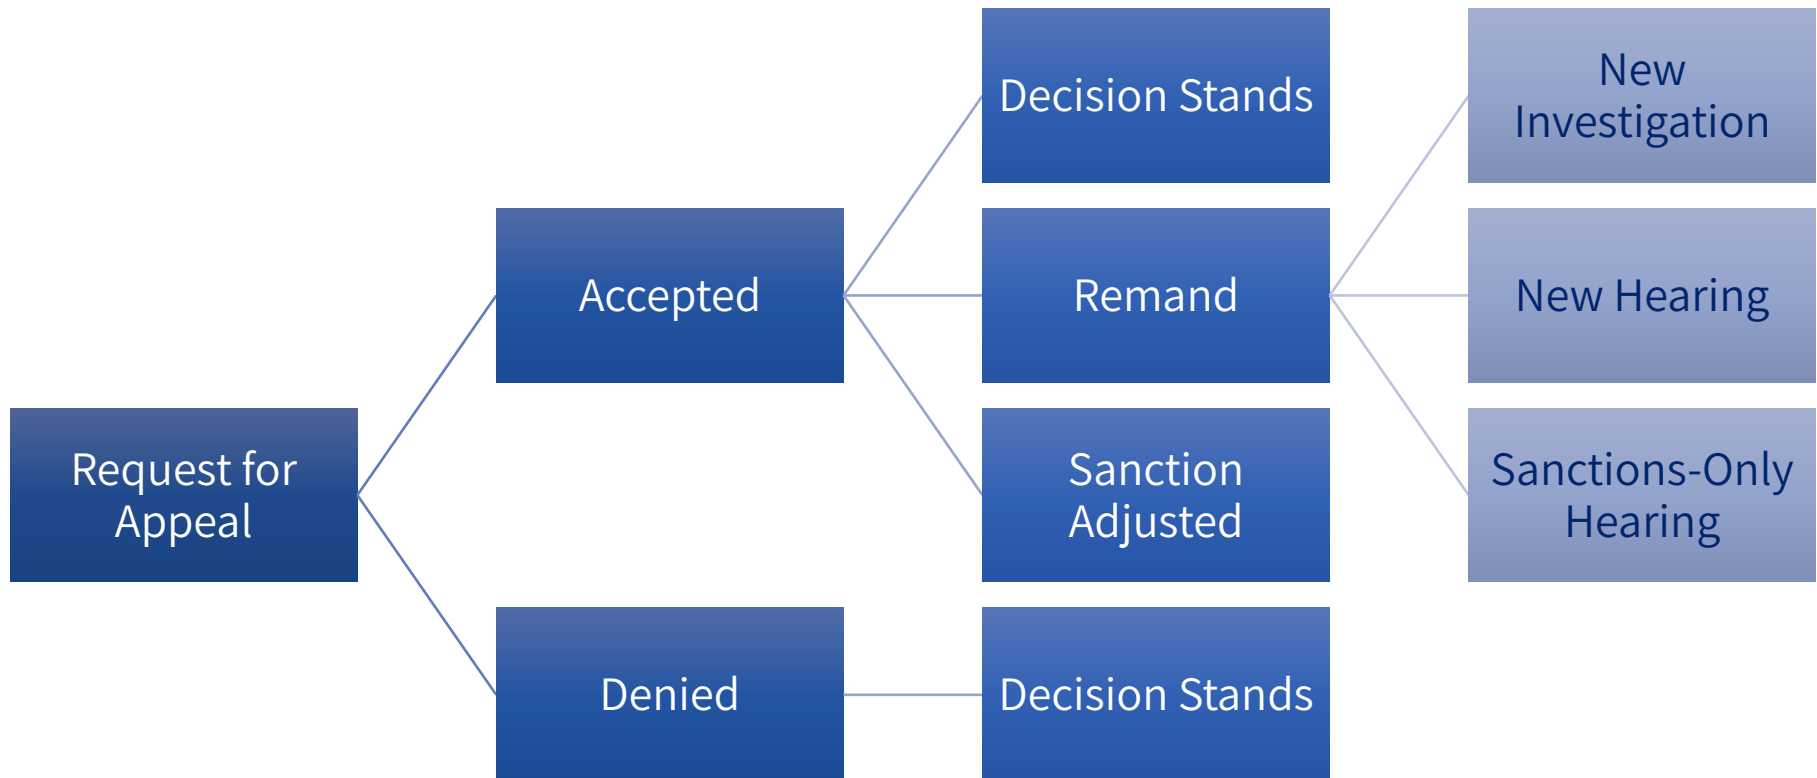 Request for
Appeal
Accepted
Denied
Decision Stands
Remand
Sanction
Adjusted
Decision Stands
New
Investigation
New Hearing
Sanctions-Only
Hearing